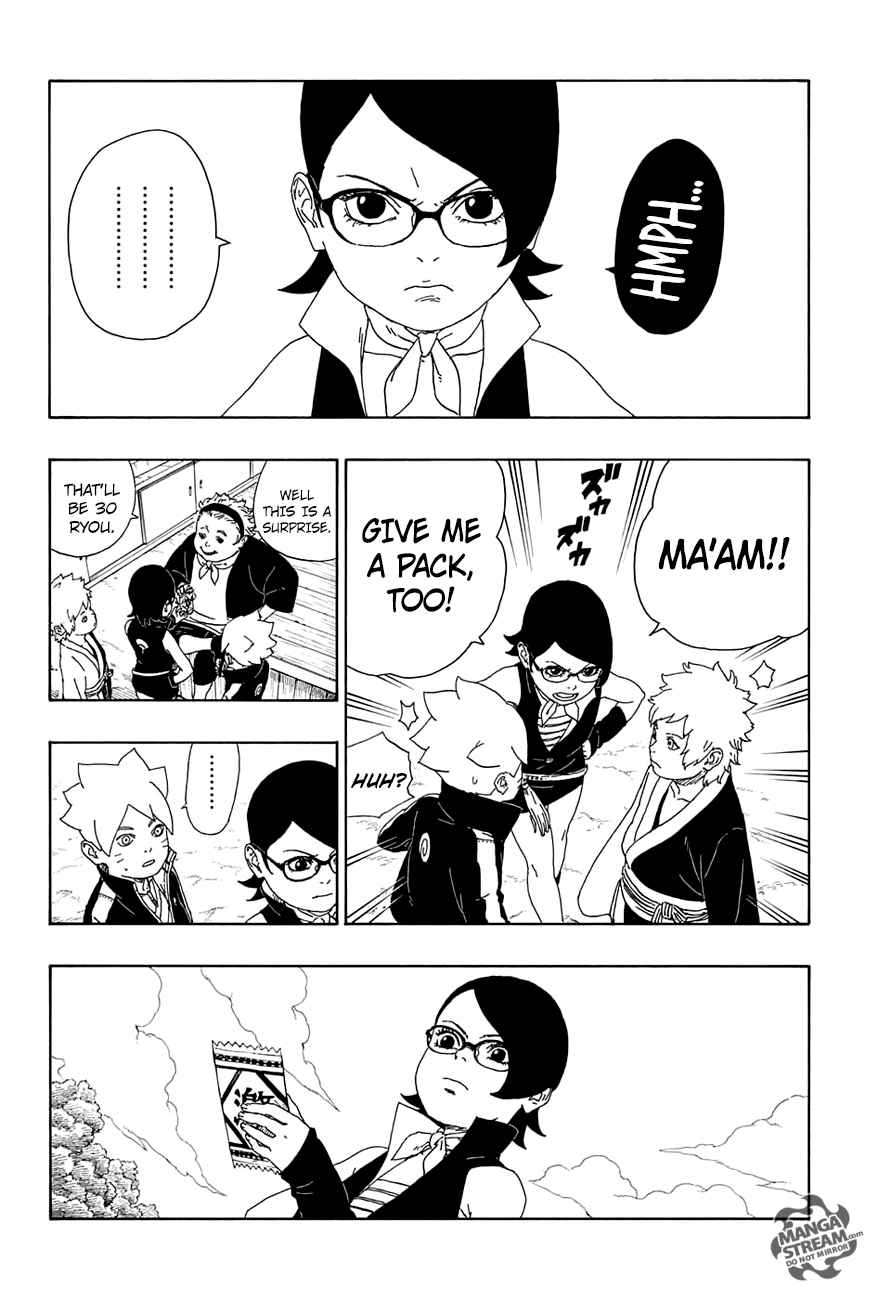 HMPH...
MA'AM!!
GIVE ME
A PACK,
TOO!
ズカ
ズカ
HUH?
WELL
THIS IS A
SURPRISE.
THAT'LL
BE 30
RYOU.
MANGA
STREAM.com
DO NOT MIRROR